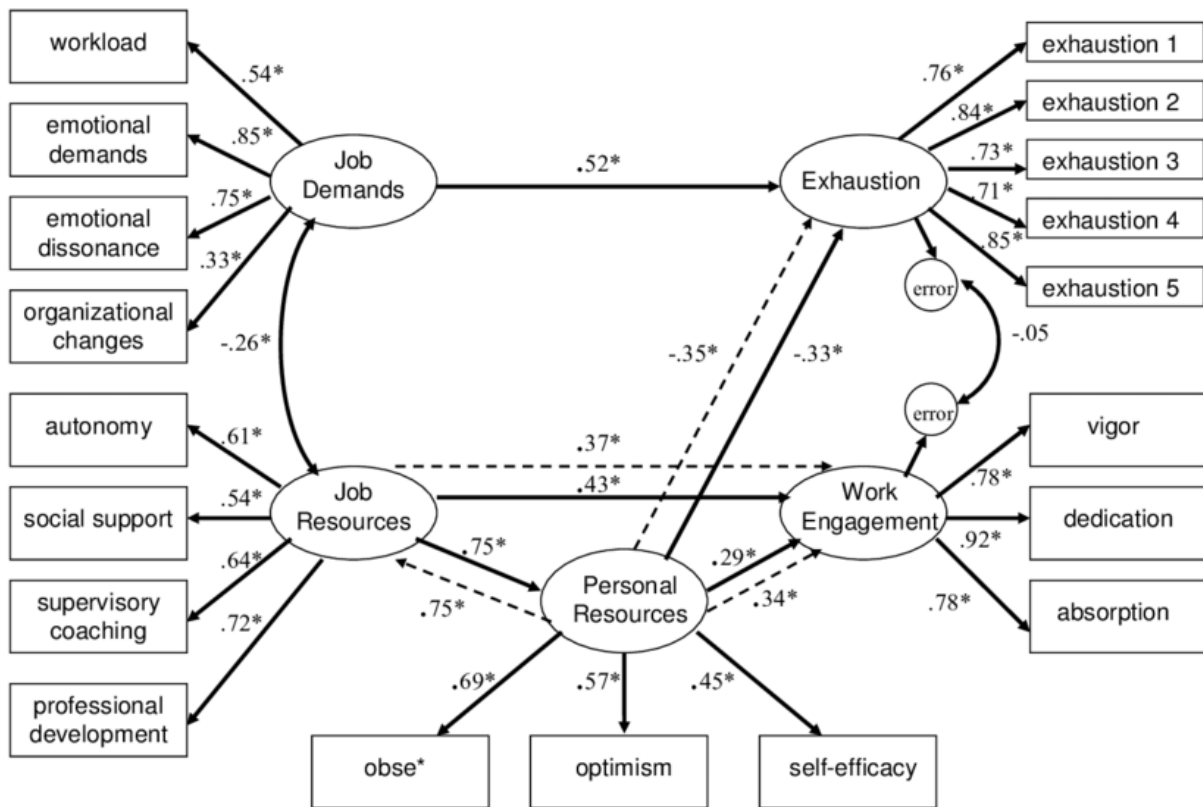 workload
.54*
emotional
demands
.85*
emotional
dissonance
.75*
organizational
changes
.33*
Job
Demands
.52*
Exhaustion
.76*
exhaustion 1
.84*
exhaustion 2
.73*
exhaustion 3
.71*
exhaustion 4
.85*
exhaustion 5
error
-.05
error
-.26*
-.35*
-.33*
autonomy
.61*
social support
.54*
supervisory
coaching
.64*
professional
development
.72*
Job
Resources
.37*
.43*
Work
Engagement
.78*
vigor
.92*
dedication
.78*
absorption
.75*
.75*
Personal
Resources
.29*
.34*
.69*
.57*
.45*
obse*
optimism
self-efficacy